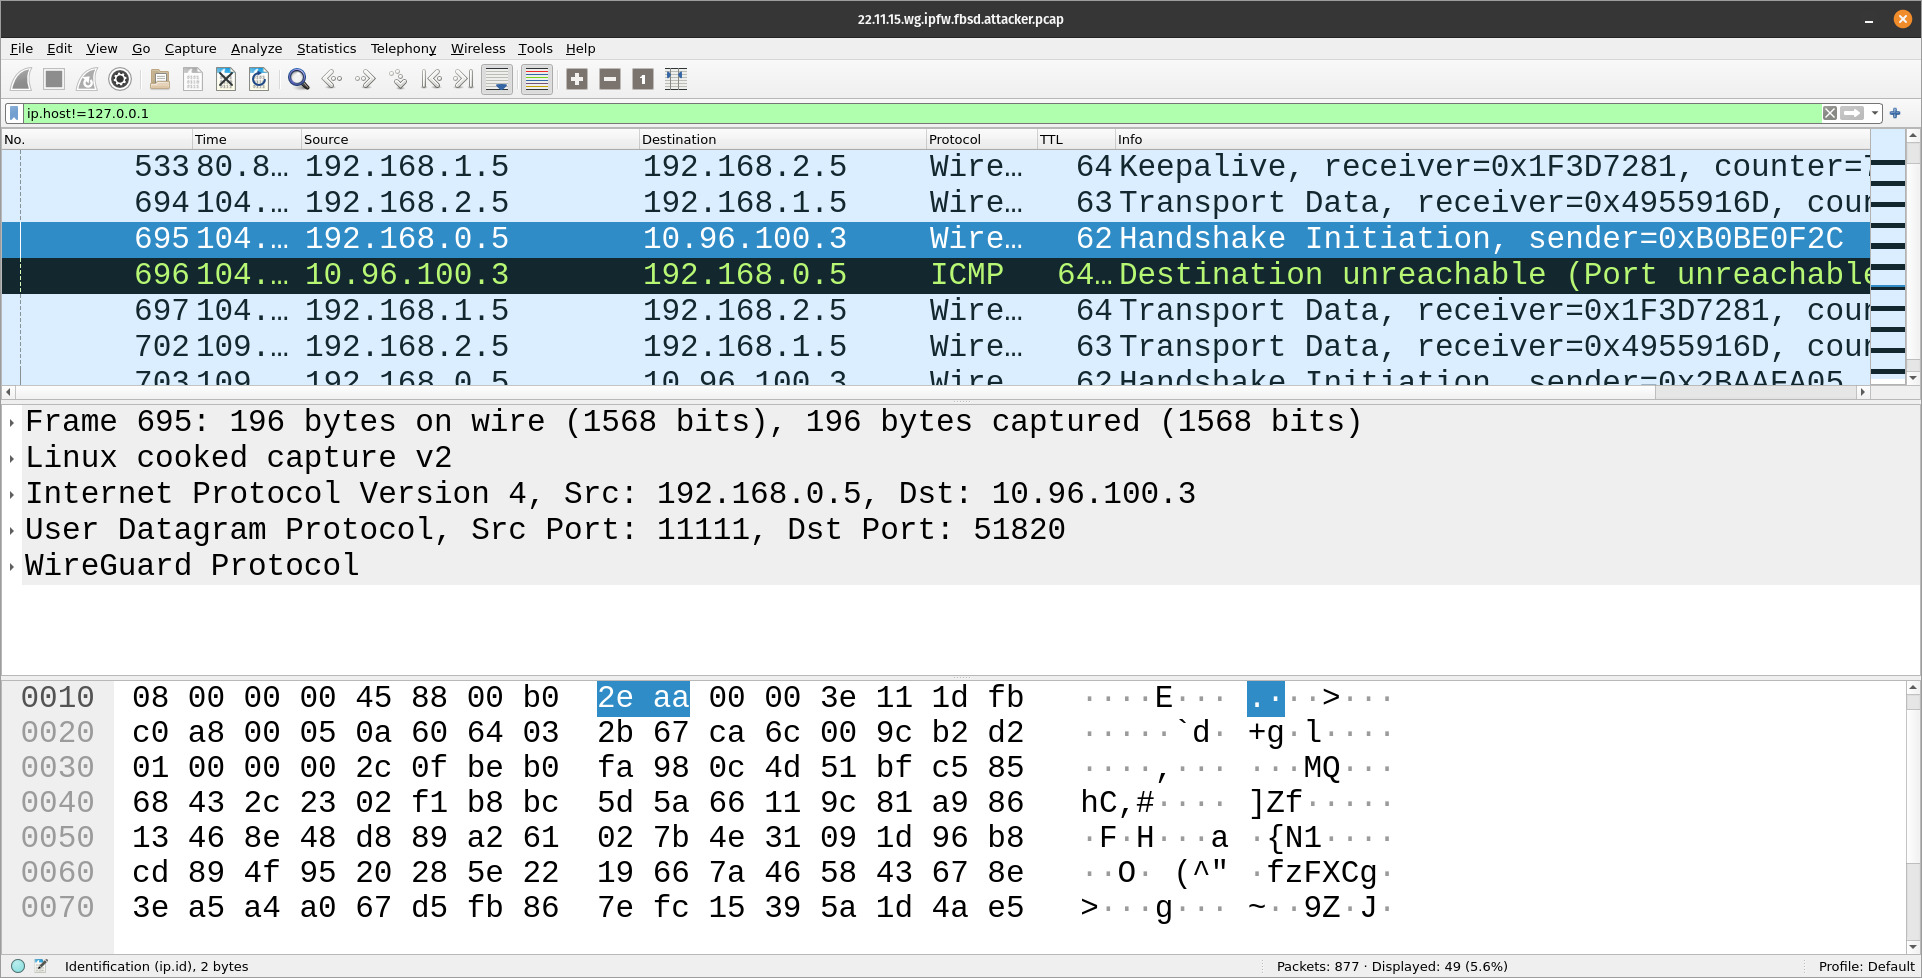 22.11.15.wg.ipfw.fbsd.attacker.pcap
File Edit View Go Capture Analyze Statistics Telephony Wireless Tools Help
ip.host!=127.0.0.1
No. Time Source Destination Protocol TTL Info
533 80.8… 192.168.1.5 192.168.2.5 Wire… 64 Keepalive, receiver=0x1F3D7281, counter=7
694 104.… 192.168.2.5 192.168.1.5 Wire… 63 Transport Data, receiver=0x4955916D, coun
695 104.… 192.168.0.5 10.96.100.3 Wire… 62 Handshake Initiation, sender=0xB0BE0F2C
696 104.… 10.96.100.3 192.168.0.5 ICMP 64… Destination unreachable (Port unreachable
697 104.… 192.168.1.5 192.168.2.5 Wire… 64 Transport Data, receiver=0x1F3D7281, coun
702 109.… 192.168.2.5 192.168.1.5 Wire… 63 Transport Data, receiver=0x4955916D, coun
703 109 192.168.0.5 10.96.100.3 Wire 62 Handshake Initiation, sender=0x2BAAEA05
Frame 695: 196 bytes on wire (1568 bits), 196 bytes captured (1568 bits)
Linux cooked capture v2
Internet Protocol Version 4, Src: 192.168.0.5, Dst: 10.96.100.3
User Datagram Protocol, Src Port: 11111, Dst Port: 51820
WireGuard Protocol
0010 08 00 00 00 45 88 00 b0 2e aa 00 00 3e 11 1d fb ····E··· .···>···
0020 c0 a8 00 05 0a 60 64 03 2b 67 ca 6c 00 9c b2 d2 ·····`d· +g·l····
0030 01 00 00 00 2c 0f be b0 fa 98 0c 4d 51 bf c5 85 ····,··· ···MQ···
0040 68 43 2c 23 02 f1 b8 bc 5d 5a 66 11 9c 81 a9 86 hC,#···· ]Zf·····
0050 13 46 8e 48 d8 89 a2 61 02 7b 4e 31 09 1d 96 b8 ·F·H···a ·{N1····
0060 cd 89 4f 95 20 28 5e 22 19 66 7a 46 58 43 67 8e ··O· (^" ·fzFXCg·
0070 3e a5 a4 a0 67 d5 fb 86 7e fc 15 39 5a 1d 4a e5 >···g··· ~··9Z·J·
Identification (ip.id), 2 bytes Packets: 877 · Displayed: 49 (5.6%) Profile: Default